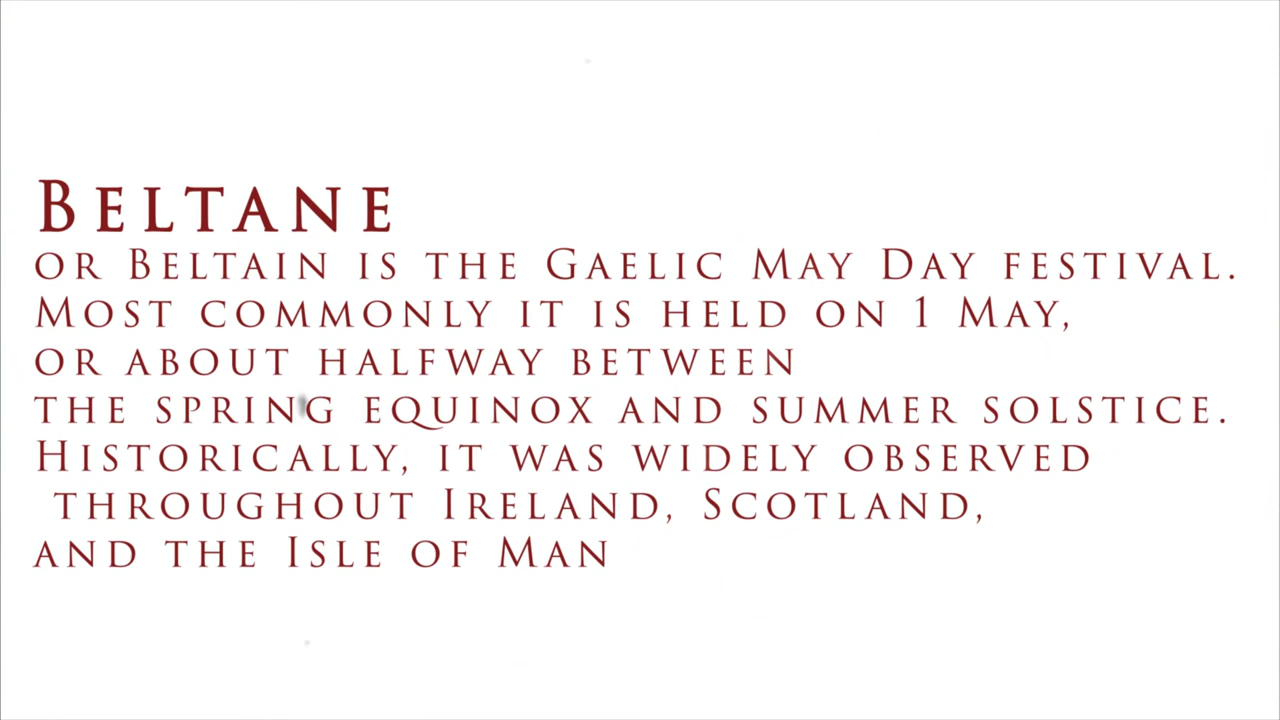 Beltane
or Beltain is the Gaelic May Day festival.
Most commonly it is held on 1 May,
or about halfway between
the spring equinox and summer solstice.
Historically, it was widely observed
throughout Ireland, Scotland,
and the Isle of Man